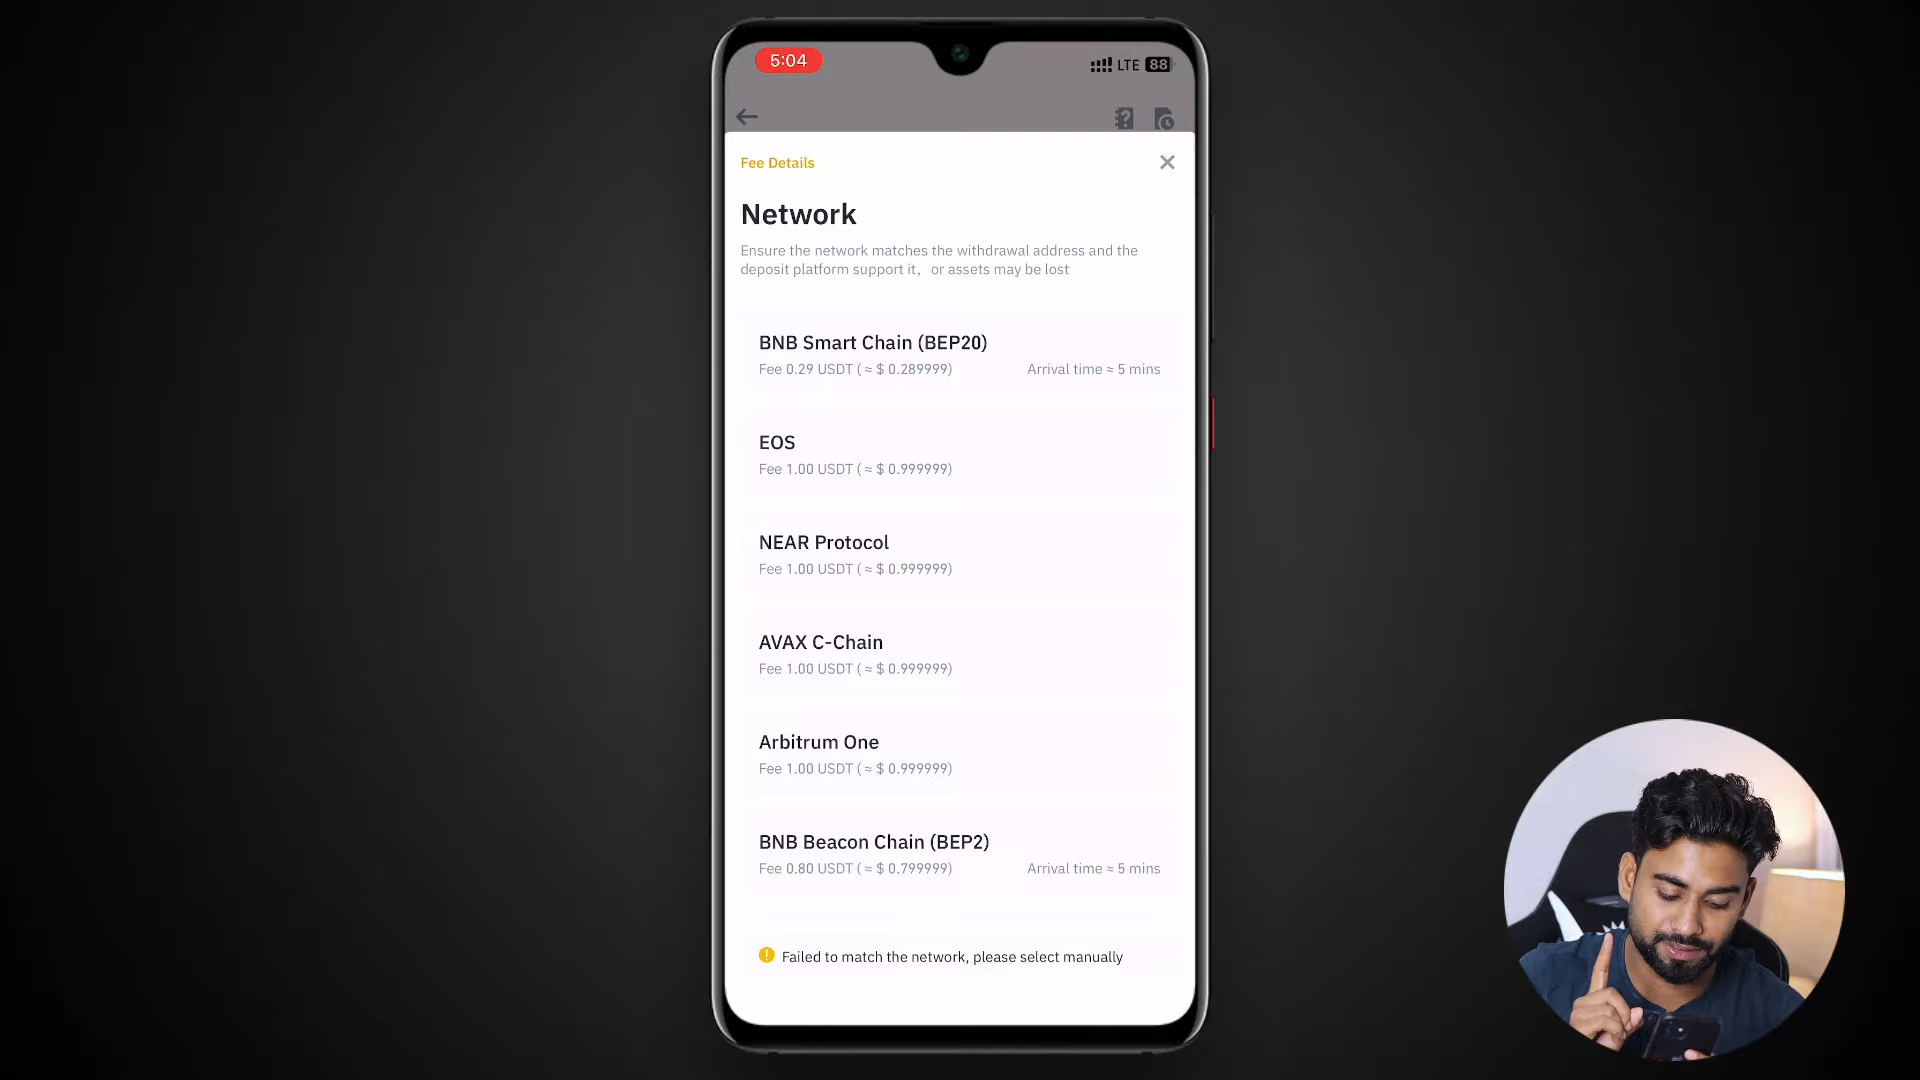 5:04
LTE 88
Fee Details
Network
Ensure the network matches the withdrawal address and the
deposit platform support it, or assets may be lost
BNB Smart Chain (BEP20)
Fee 0.29 USDT ( ≈ $ 0.289999) Arrival time ≈ 5 mins
EOS
Fee 1.00 USDT ( ≈ $ 0.999999)
NEAR Protocol
Fee 1.00 USDT ( ≈ $ 0.999999)
AVAX C-Chain
Fee 1.00 USDT ( ≈ $ 0.999999)
Arbitrum One
Fee 1.00 USDT ( ≈ $ 0.999999)
BNB Beacon Chain (BEP2)
Fee 0.80 USDT ( ≈ $ 0.799999) Arrival time ≈ 5 mins
Failed to match the network, please select manually